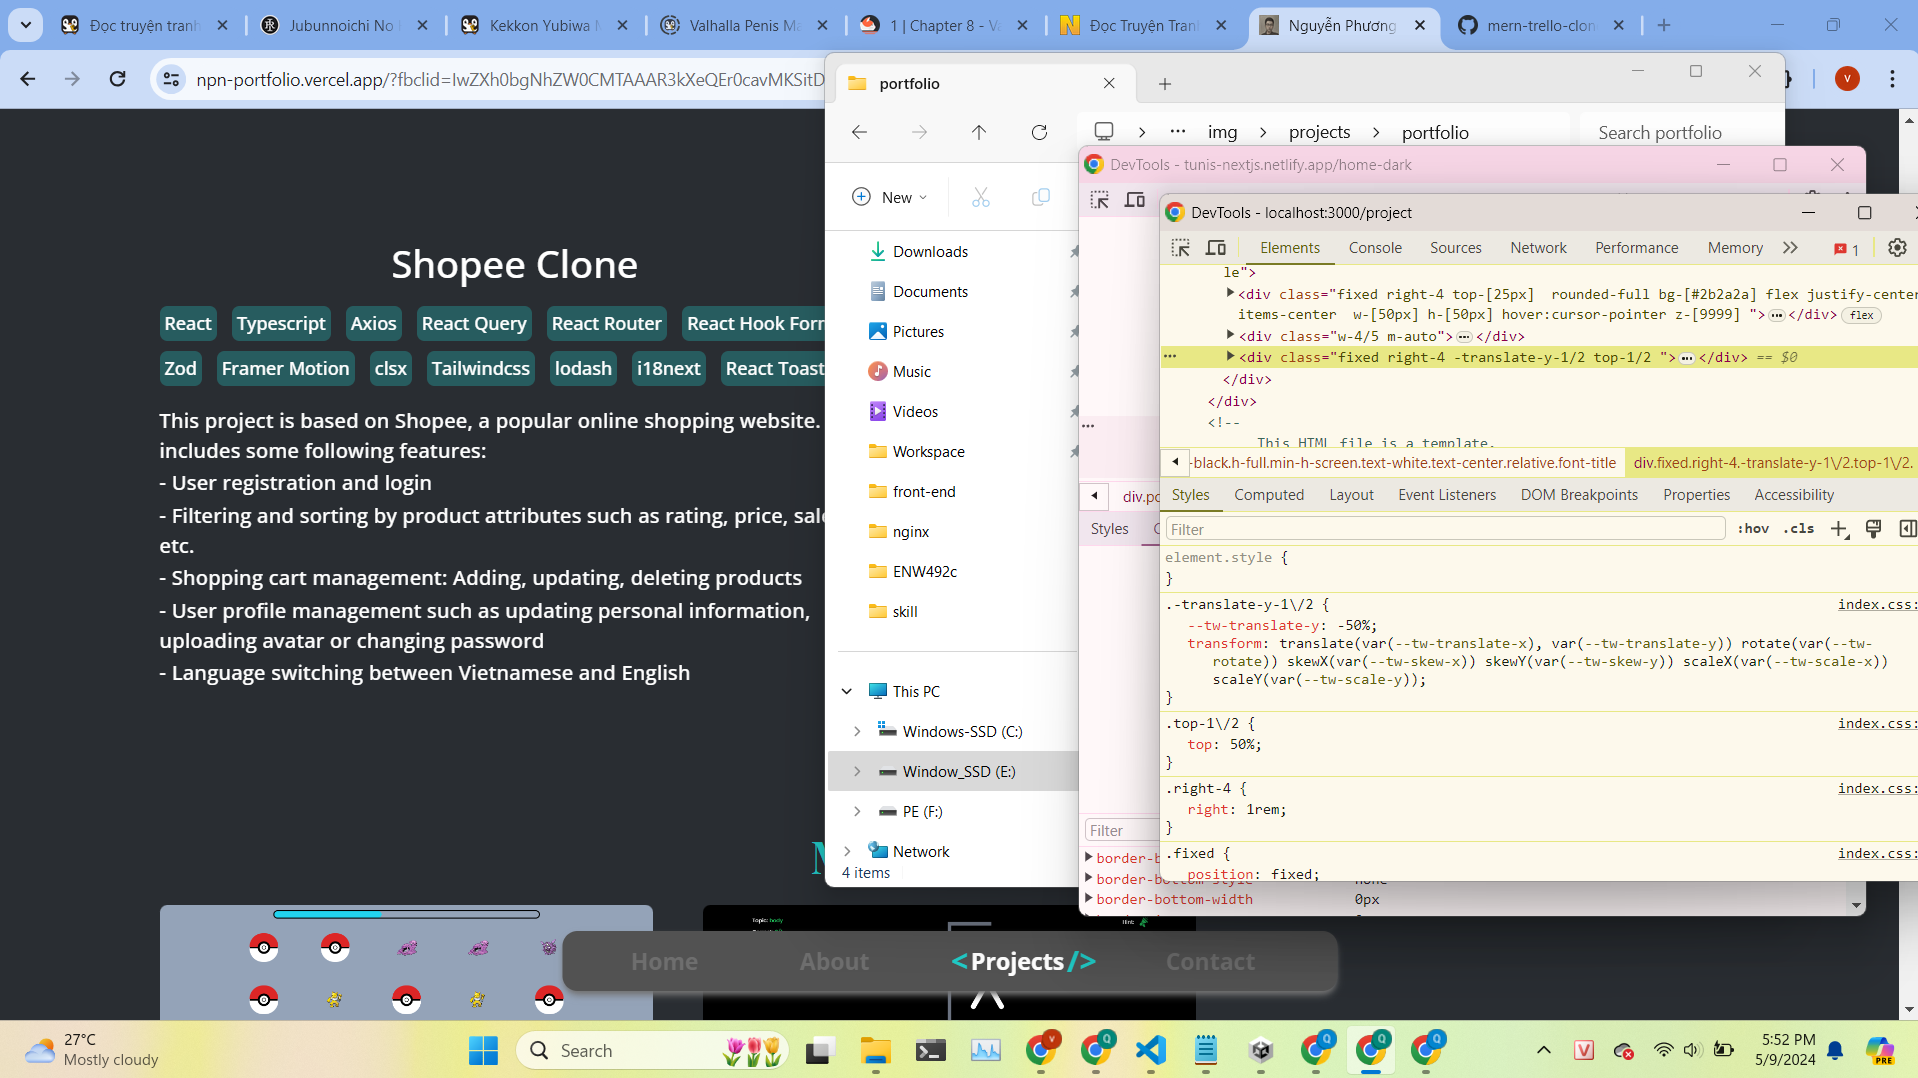 Đọc truyện tranh
Jubunnoichi No
Kekkon Yubiwa M
Valhalla Penis Ma
1 | Chapter 8 - Va
Đọc Truyện Tranh
Nguyễn Phương
mern-trello-clon
npn-portfolio.vercel.app/?fbclid=IwZXh0bgNhZW0CMTAAAR3kXeQEr0cavMKSitD
V
portfolio
img
projects
portfolio
Search portfolio
New
Downloads
Documents
Pictures
Music
Videos
Workspace
front-end
nginx
ENW492c
skill
This PC
Windows-SSD (C:)
Window_SSD (E:)
PE (F:)
Network
4 items
DevTools - tunis-nextjs.netlify.app/home-dark
div.po
Styles
Filter
border-bottom-style
none
border-bottom-width
0px
DevTools - localhost:3000/project
Elements
Console
Sources
Network
Performance
Memory
1
le">
<div class="fixed right-4 top-[25px]  rounded-full bg-[#2b2a2a] flex justify-center
items-center  w-[50px] h-[50px] hover:cursor-pointer z-[9999] ">…</div> flex
<div class="w-4/5 m-auto">…</div>
<div class="fixed right-4 -translate-y-1/2 top-1/2 ">…</div> == $0
</div>
</div>
<!--
This HTML file is a template.
-black.h-full.min-h-screen.text-white.text-center.relative.font-title
div.fixed.right-4.-translate-y-1\/2.top-1\/2.
Styles
Computed
Layout
Event Listeners
DOM Breakpoints
Properties
Accessibility
Filter
:hov
.cls
element.style {
}
.-translate-y-1\/2 {
index.css:
--tw-translate-y: -50%;
transform: translate(var(--tw-translate-x), var(--tw-translate-y)) rotate(var(--tw-
rotate)) skewX(var(--tw-skew-x)) skewY(var(--tw-skew-y)) scaleX(var(--tw-scale-x))
scaleY(var(--tw-scale-y));
}
.top-1\/2 {
index.css:
top: 50%;
}
.right-4 {
index.css:
right: 1rem;
}
.fixed {
index.css:
position: fixed;
Shopee Clone
React
Typescript
Axios
React Query
React Router
React Hook Form
Zod
Framer Motion
clsx
Tailwindcss
lodash
i18next
React Toast
This project is based on Shopee, a popular online shopping website.
includes some following features:
- User registration and login
- Filtering and sorting by product attributes such as rating, price, sale
etc.
- Shopping cart management: Adding, updating, deleting products
- User profile management such as updating personal information,
uploading avatar or changing password
- Language switching between Vietnamese and English
Topic: body
Hint:
Home
About
<Projects/>
Contact
27°C
Mostly cloudy
Search
V
Q
Q
Q
Q
V
5:52 PM
5/9/2024
PRE